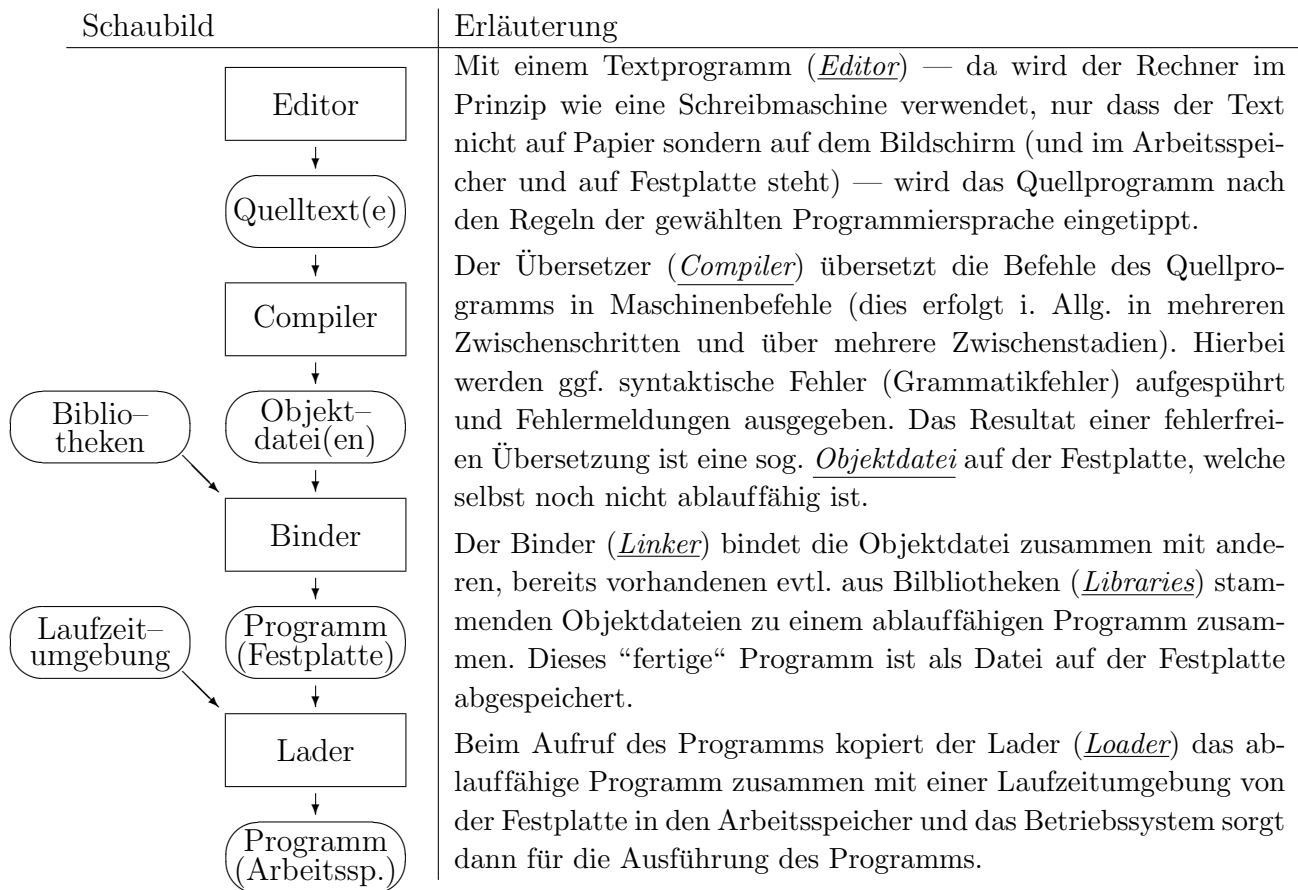 Schaubild
Erläuterung
Editor
Quelltext(e)
Compiler
Biblio–
theken
Objekt–
datei(en)
Binder
Laufzeit–
umgebung
Programm
(Festplatte)
Lader
Programm
(Arbeitssp.)
Mit einem Textprogramm (Editor) — da wird der Rechner im
Prinzip wie eine Schreibmaschine verwendet, nur dass der Text
nicht auf Papier sondern auf dem Bildschirm (und im Arbeitsspei-
cher und auf Festplatte steht) — wird das Quellprogramm nach
den Regeln der gewählten Programmiersprache eingetippt.
Der Übersetzer (Compiler) übersetzt die Befehle des Quellpro-
gramms in Maschinenbefehle (dies erfolgt i. Allg. in mehreren
Zwischenschritten und über mehrere Zwischenstadien). Hierbei
werden ggf. syntaktische Fehler (Grammatikfehler) aufgespührt
und Fehlermeldungen ausgegeben. Das Resultat einer fehlerfrei-
en Übersetzung ist eine sog. Objektdatei auf der Festplatte, welche
selbst noch nicht ablauffähig ist.
Der Binder (Linker) bindet die Objektdatei zusammen mit ande-
ren, bereits vorhandenen evtl. aus Bilbliotheken (Libraries) stam-
menden Objektdateien zu einem ablauffähigen Programm zusam-
men. Dieses “fertige“ Programm ist als Datei auf der Festplatte
abgespeichert.
Beim Aufruf des Programms kopiert der Lader (Loader) das ab-
lauffähige Programm zusammen mit einer Laufzeitumgebung von
der Festplatte in den Arbeitsspeicher und das Betriebssystem sorgt
dann für die Ausführung des Programms.